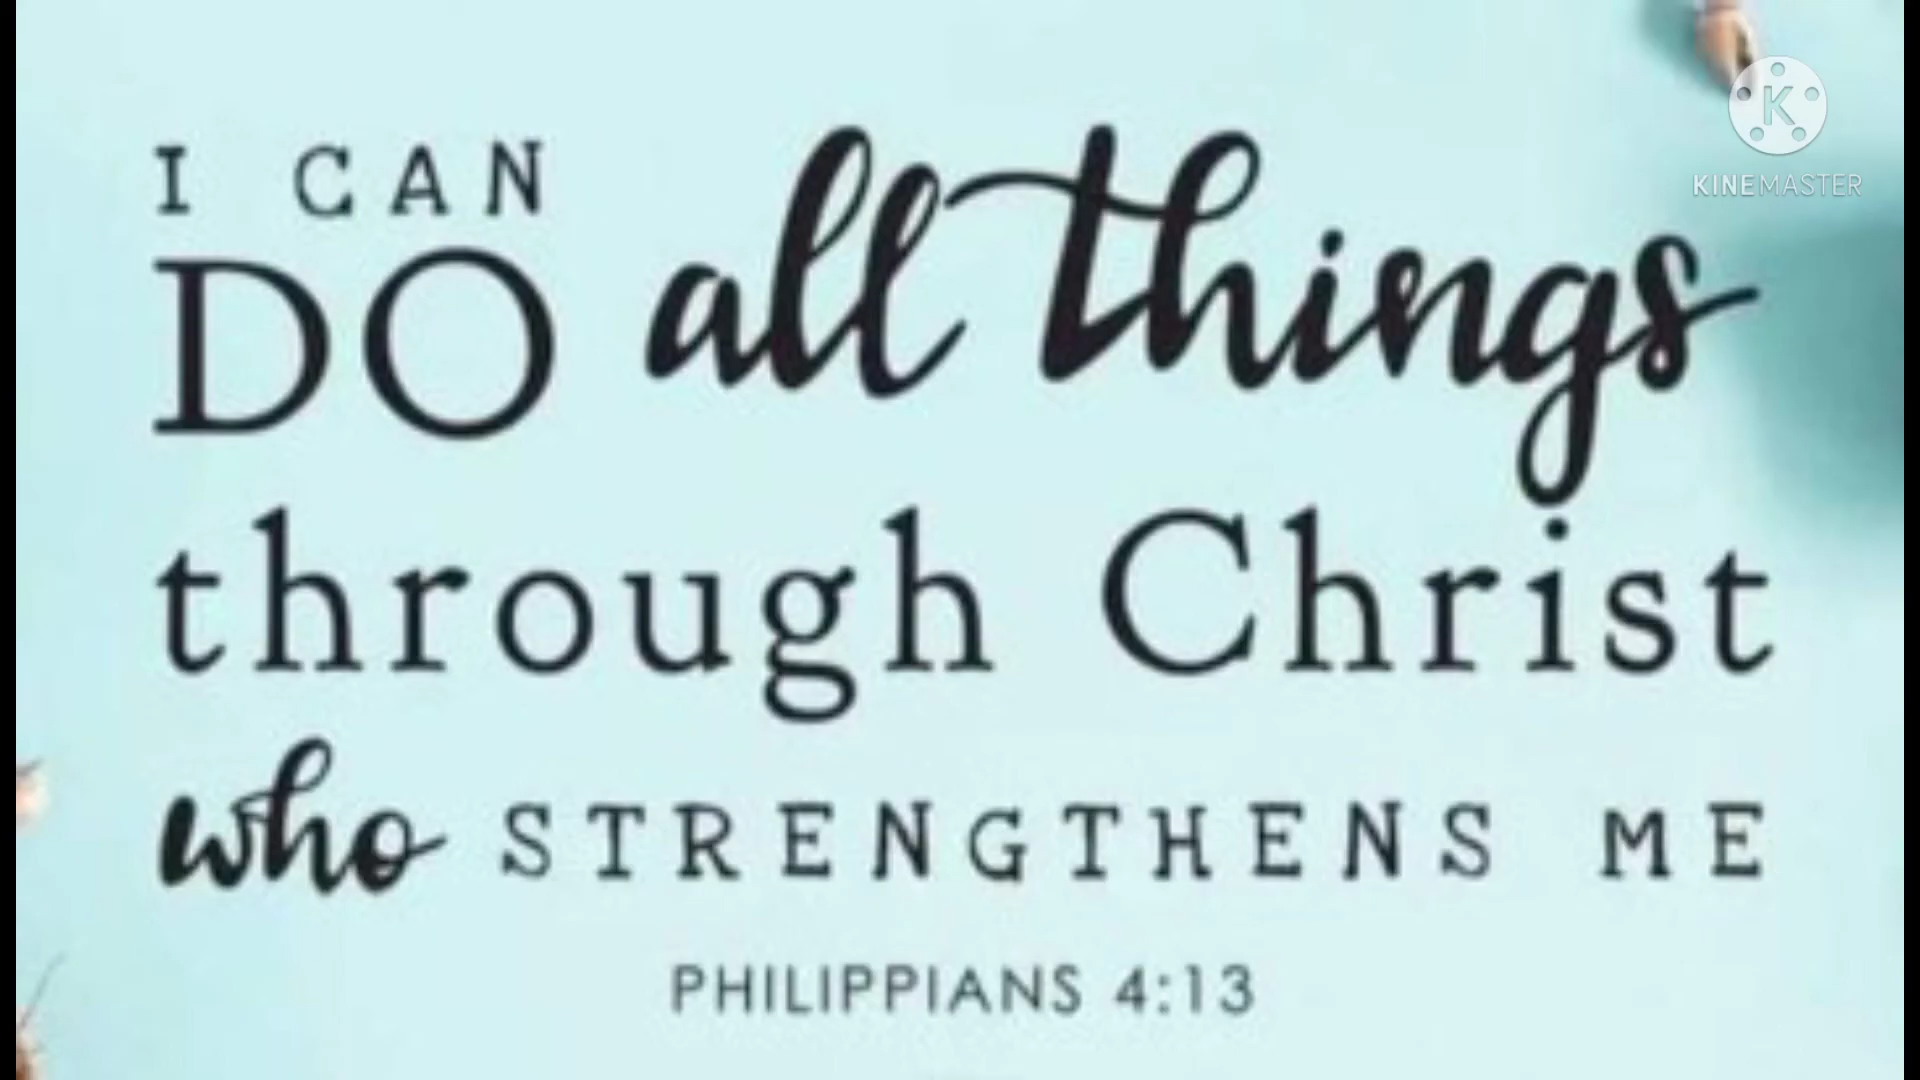 I CAN
DO all things
through Christ
who STRENGTHENS ME
PHILIPPIANS 4:13
KINEMASTER